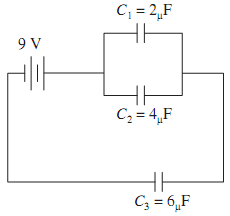 C₁ = 2μF
9 V
C₂ = 4μF
C₃ = 6μF